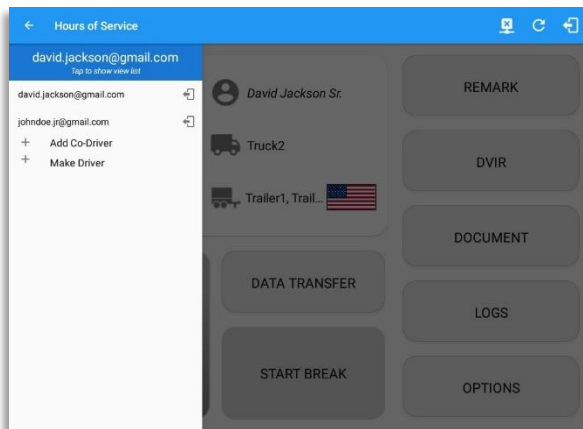 Hours of Service
david.jackson@gmail.com
Tap to show view list
david.jackson@gmail.com
johndoe.jr@gmail.com
+ Add Co-Driver
+ Make Driver
David Jackson Sr.
Truck2
Trailer1, Trail...
DATA TRANSFER
START BREAK
REMARK
DVIR
DOCUMENT
LOGS
OPTIONS